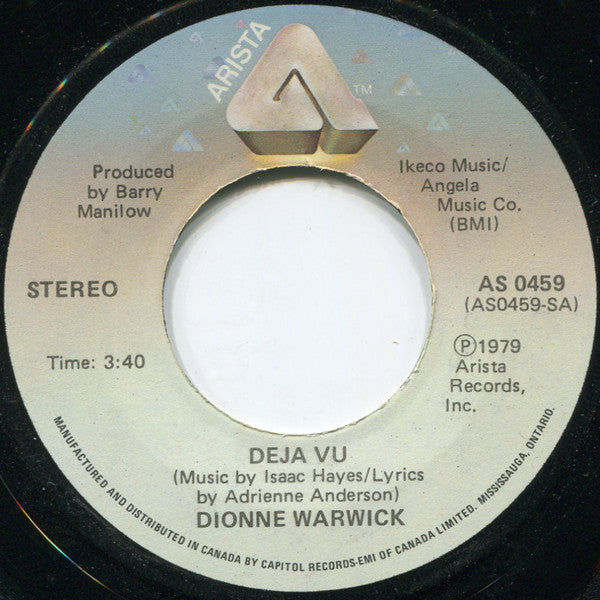 ARISTA
TM
Produced
by Barry
Manilow
Ikeco Music/
Angela
Music Co.
(BMI)
STEREO
AS 0459
(AS0459-SA)
Time: 3:40
Ⓟ1979
Arista
Records,
Inc.
DEJA VU
(Music by Isaac Hayes/Lyrics
by Adrienne Anderson)
DIONNE WARWICK
MANUFACTURED AND DISTRIBUTED IN CANADA BY CAPITOL RECORDS-EMI OF CANADA LIMITED. MISSISSAUGA, ONTARIO.